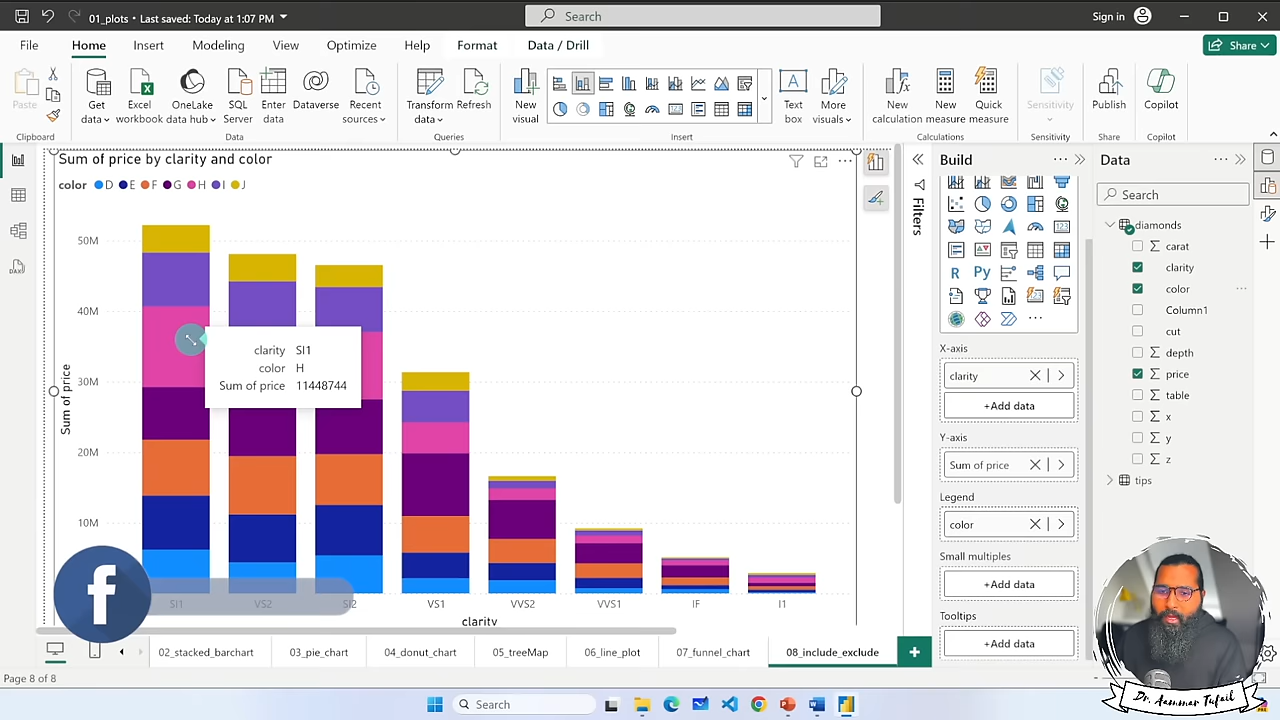 01_plots • Last saved: Today at 1:07 PM
Search
Sign in
File Home Insert Modeling View Optimize Help Format Data / Drill
Share
Paste
Get data
Excel workbook
OneLake data hub
SQL Server
Enter data
Dataverse
Recent sources
Transform data
Refresh
New visual
A
Text box
More visuals
New calculation
New measure
Quick measure
Sensitivity
Publish
Copilot
Clipboard
Data
Queries
Insert
Calculations
Sensitivity
Share
Copilot
Sum of price by clarity and color
color D E F G H I J
50M
40M
30M
20M
10M
Sum of price
clarity SI1
color H
Sum of price 11448744
SI1 VS2 SI2 VS1 VVS2 VVS1 IF I1
clarity
f
Filters
Build
R Py
X-axis
clarity
+Add data
Y-axis
Sum of price
Legend
color
Small multiples
+Add data
Tooltips
+Add data
Data
Search
diamonds
carat
clarity
color
Column1
cut
depth
price
table
x
y
z
tips
02_stacked_barchart 03_pie_chart 04_donut_chart 05_treeMap 06_line_plot 07_funnel_chart 08_include_exclude
Page 8 of 8
Search
Dr. Aammar Tufail